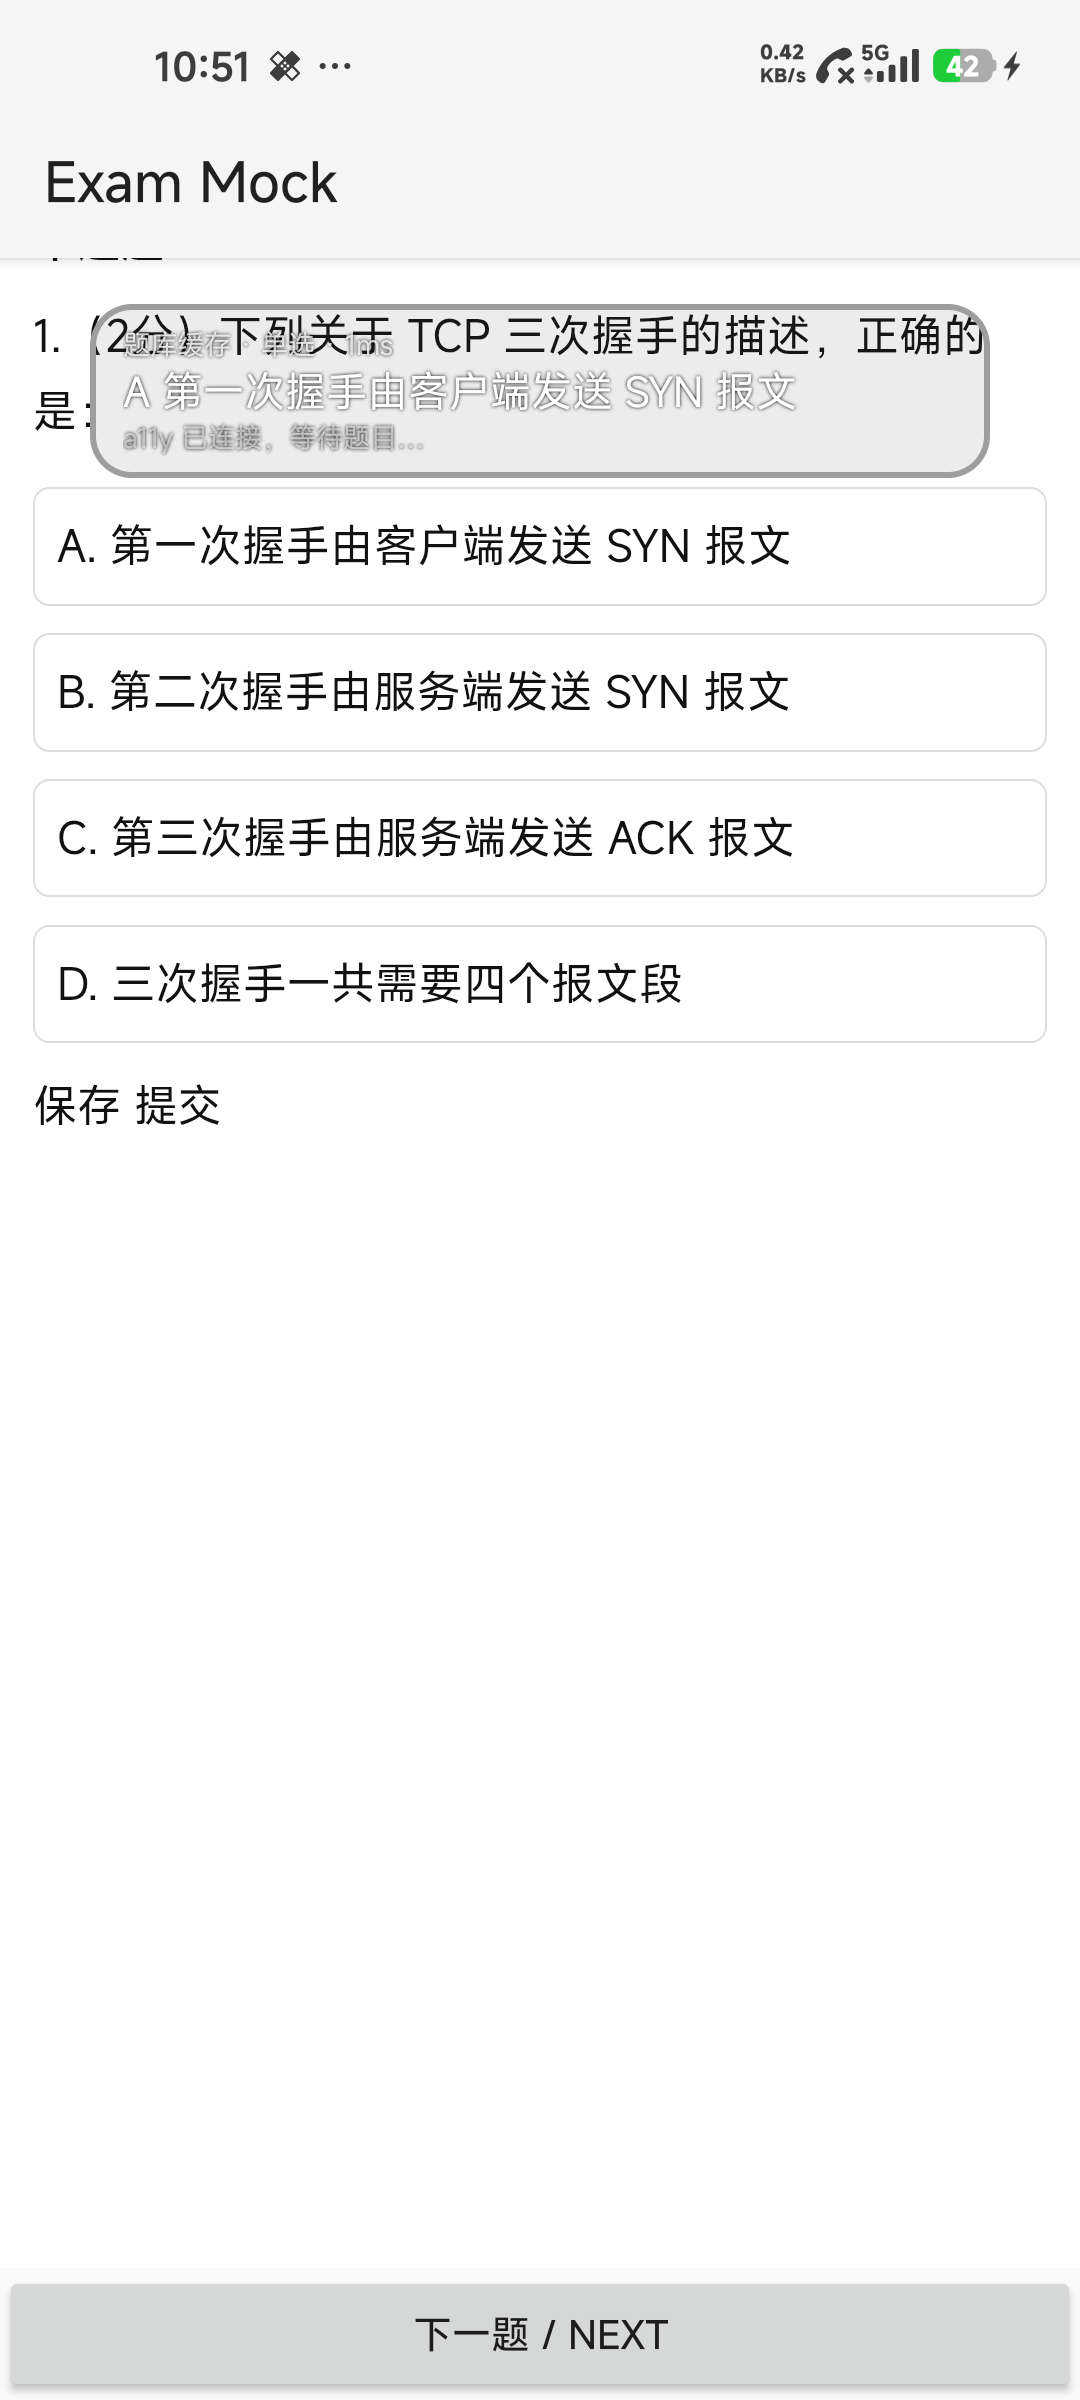 10:51 ...
0.42 KB/s 5G 42
Exam Mock
1. (2分) 下列关于 TCP 三次握手的描述，正确的
是:
题库缓存 · 单选 · 1ms
A 第一次握手由客户端发送 SYN 报文
a11y 已连接，等待题目...
A. 第一次握手由客户端发送 SYN 报文
B. 第二次握手由服务端发送 SYN 报文
C. 第三次握手由服务端发送 ACK 报文
D. 三次握手一共需要四个报文段
保存 提交
下一题 / NEXT